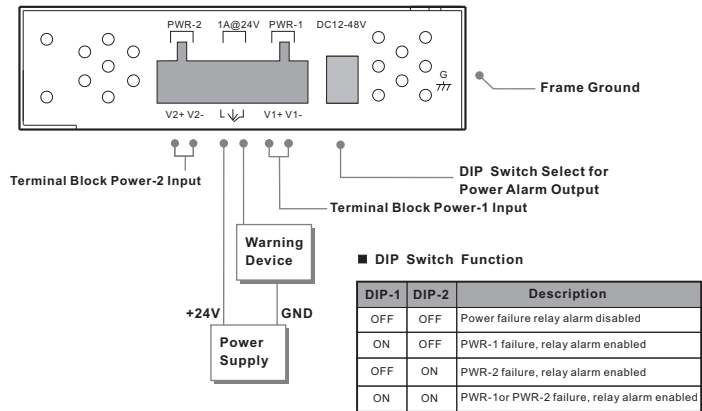 PWR-2 1A@24V PWR-1 DC12-48V
G
V2+ V2- L V1+ V1-
Frame Ground
DIP Switch Select for
Power Alarm Output
Terminal Block Power-2 Input
Terminal Block Power-1 Input
Warning
Device
+24V GND
Power
Supply
■ DIP Switch Function
DIP-1 DIP-2 Description
OFF OFF Power failure relay alarm disabled
ON OFF PWR-1 failure, relay alarm enabled
OFF ON PWR-2 failure, relay alarm enabled
ON ON PWR-1or PWR-2 failure, relay alarm enabled